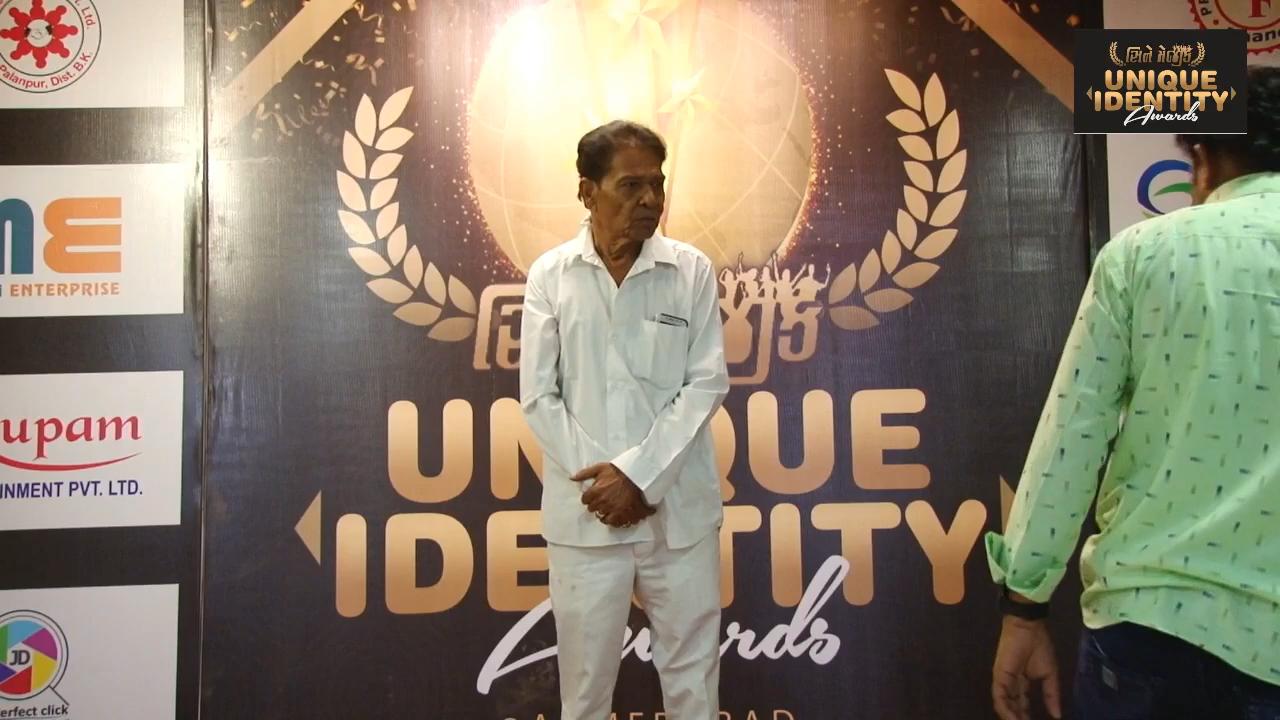 Palanpur, Dist. B.K.
ME
ENTERPRISE
upam
INMENT PVT. LTD.
JD
erfect click
UNIQUE
IDENTITY
Awards
સિને મેજીક
UNIQUE
IDENTITY
Awards